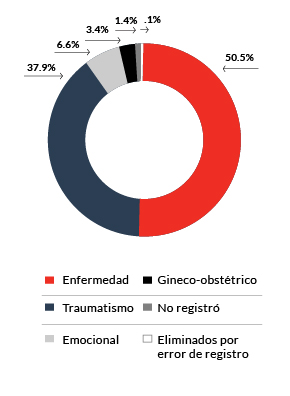 1.4%
.1%
3.4%
6.6%
50.5%
37.9%
Enfermedad
Gineco-obstétrico
Traumatismo
No registró
Emocional
Eliminados por
error de registro